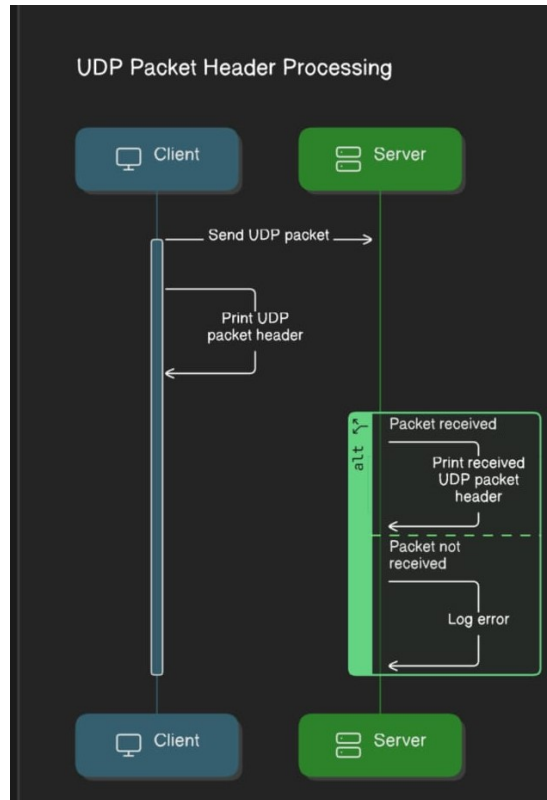 UDP Packet Header Processing
Client
Server
Send UDP packet
Print UDP
packet header
alt
Packet received
Print received
UDP packet
header
Packet not
received
Log error
Client
Server